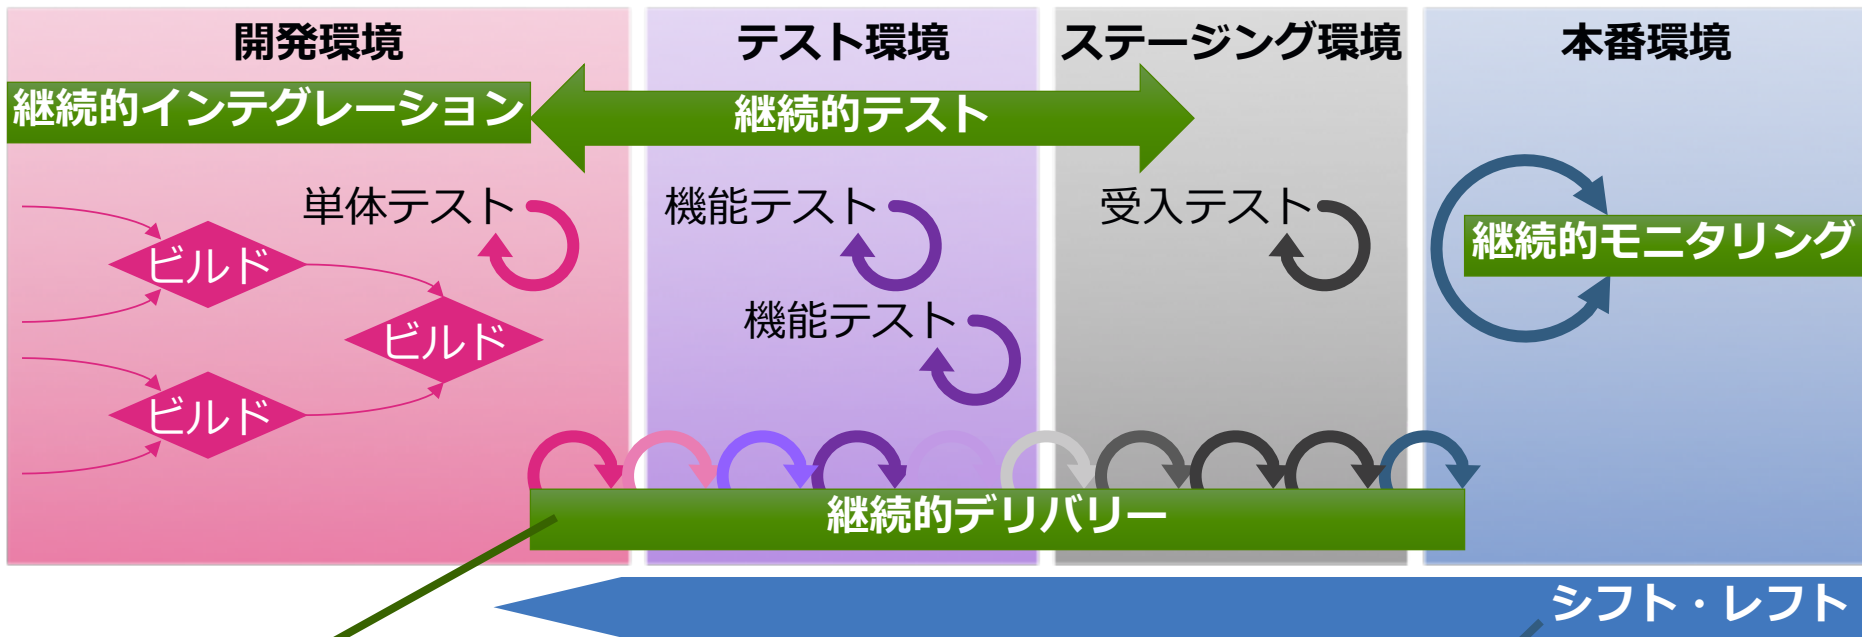 開発環境
テスト環境
ステージング環境
本番環境
継続的インテグレーション
継続的テスト
単体テスト
機能テスト
受入テスト
継続的モニタリング
ビルド
機能テスト
ビルド
ビルド
継続的デリバリー
シフト・レフト